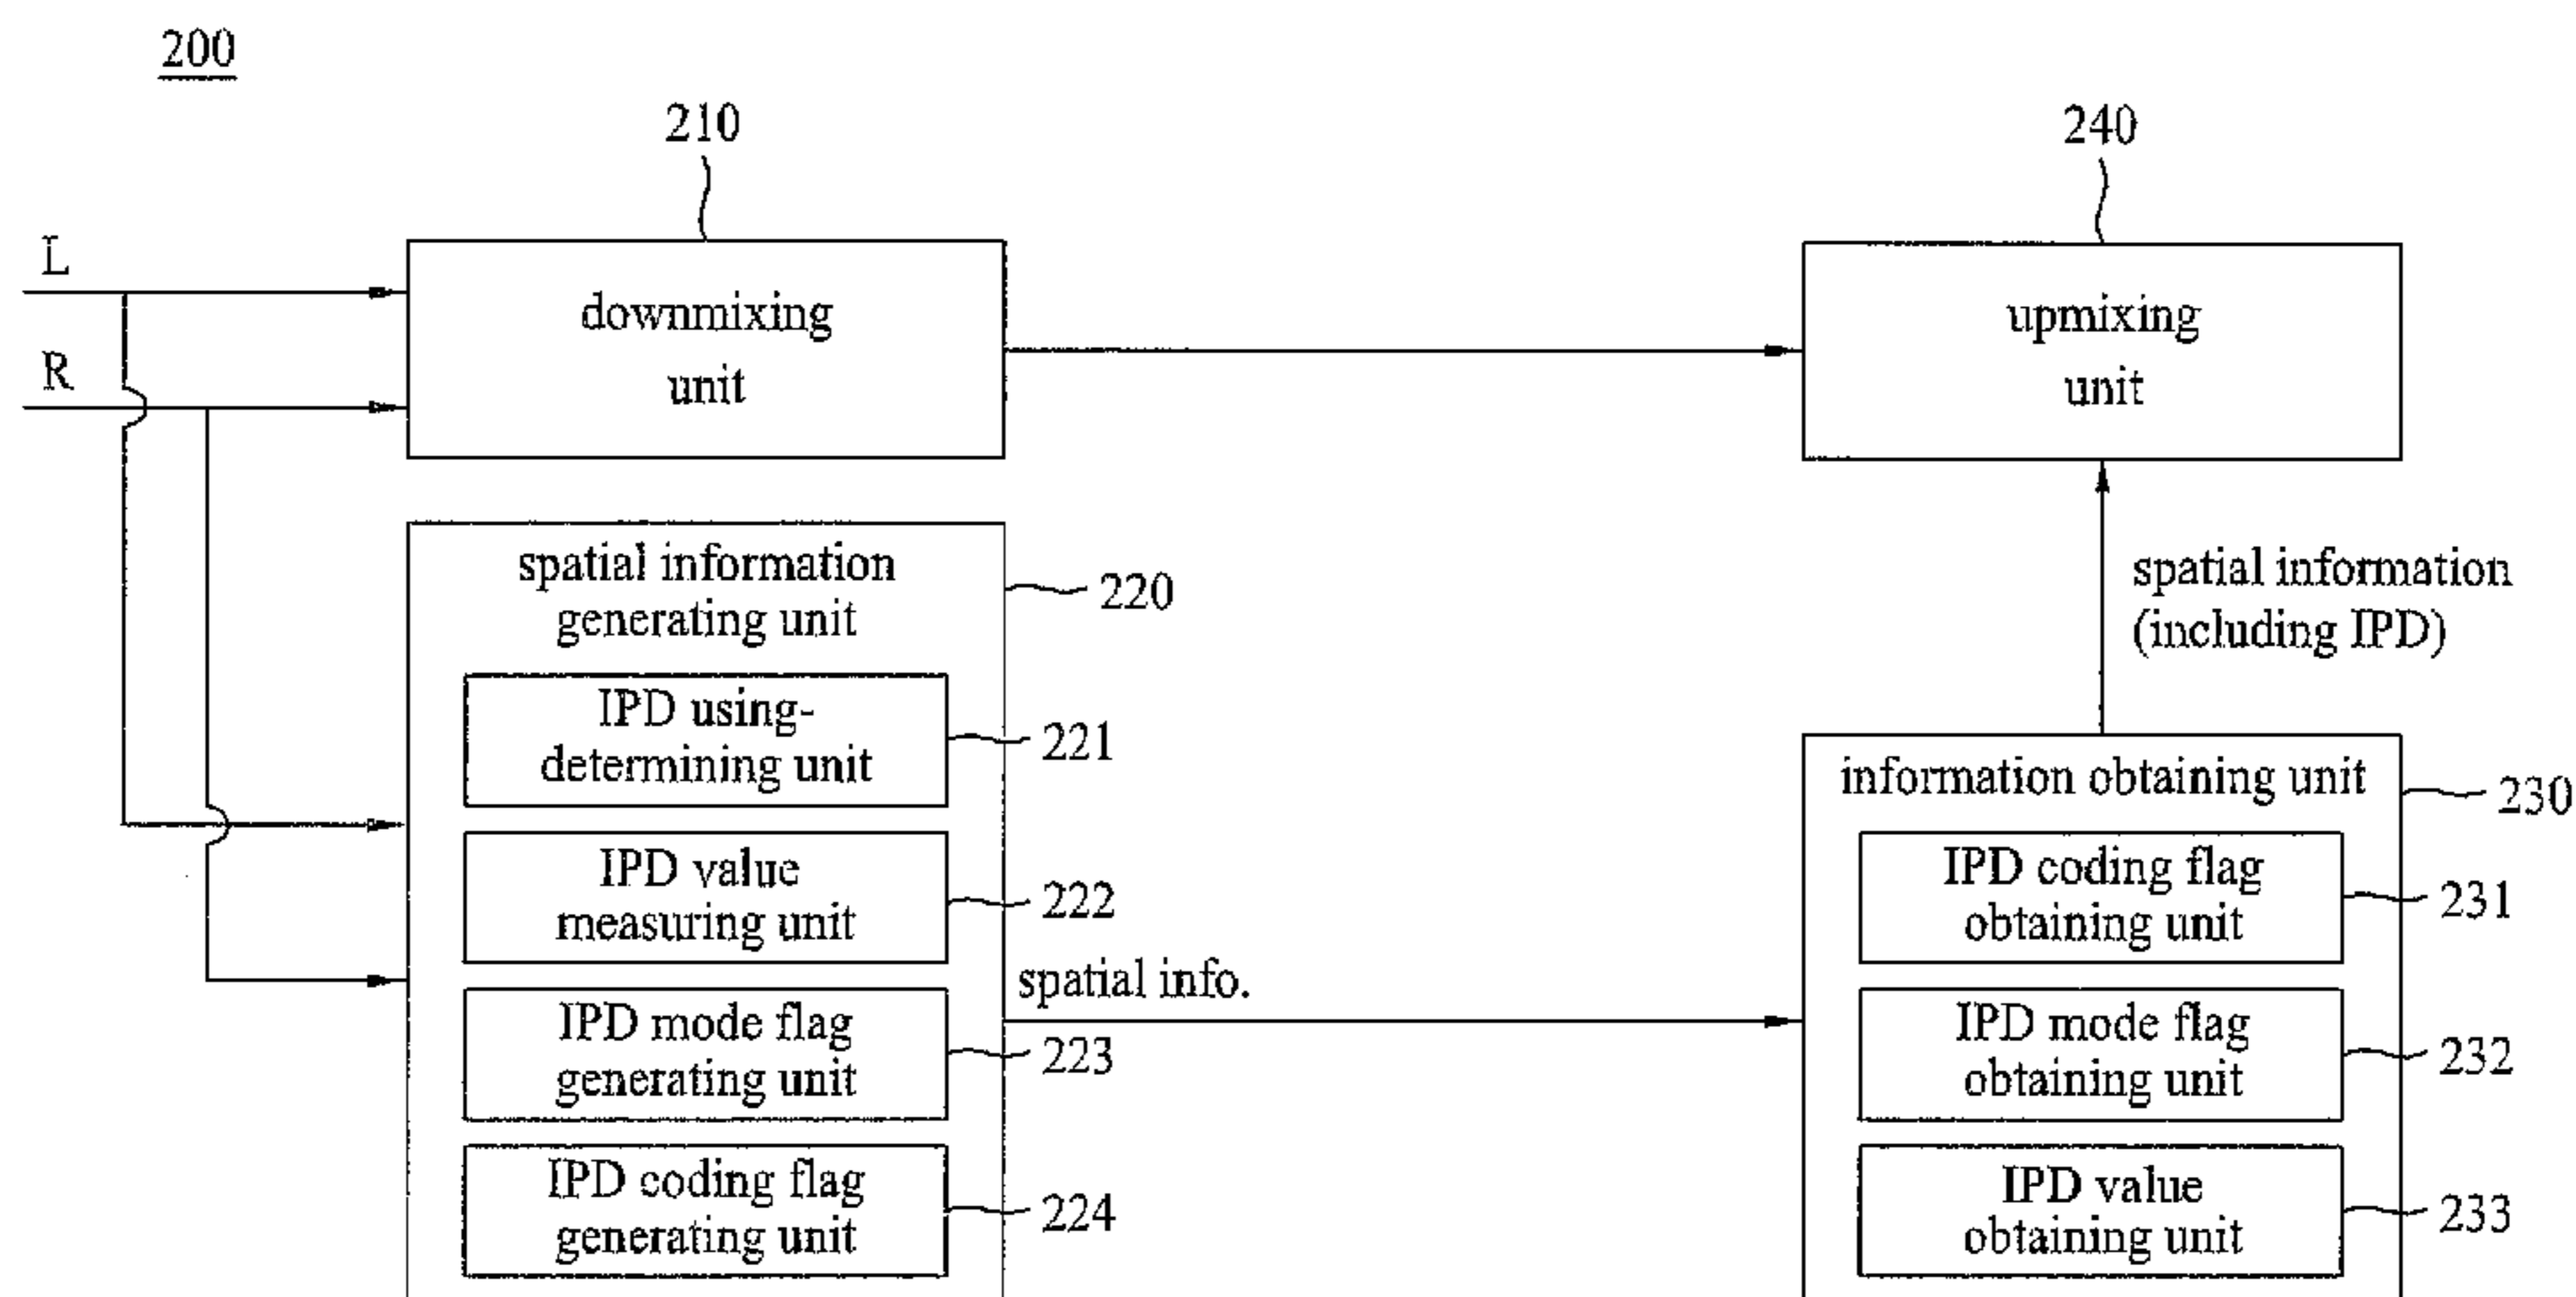 200
210
240
L
R
downmixing
unit
upmixing
unit
spatial information
generating unit
220
IPD using-
determining unit
221
IPD value
measuring unit
222
IPD mode flag
generating unit
223
IPD coding flag
generating unit
224
spatial info.
spatial information
(including IPD)
information obtaining unit
230
IPD coding flag
obtaining unit
231
IPD mode flag
obtaining unit
232
IPD value
obtaining unit
233